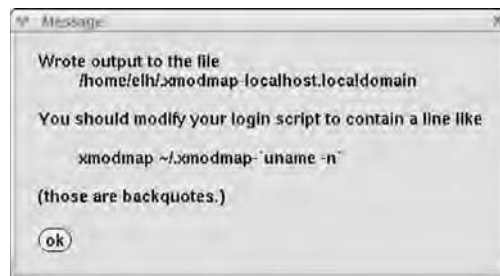 Message
Wrote output to the file
/home/elh/.xmodmap-localhost.localdomain
You should modify your login script to contain a line like
xmodmap ~/.xmodmap-`uname -n`
(those are backquotes.)
ok